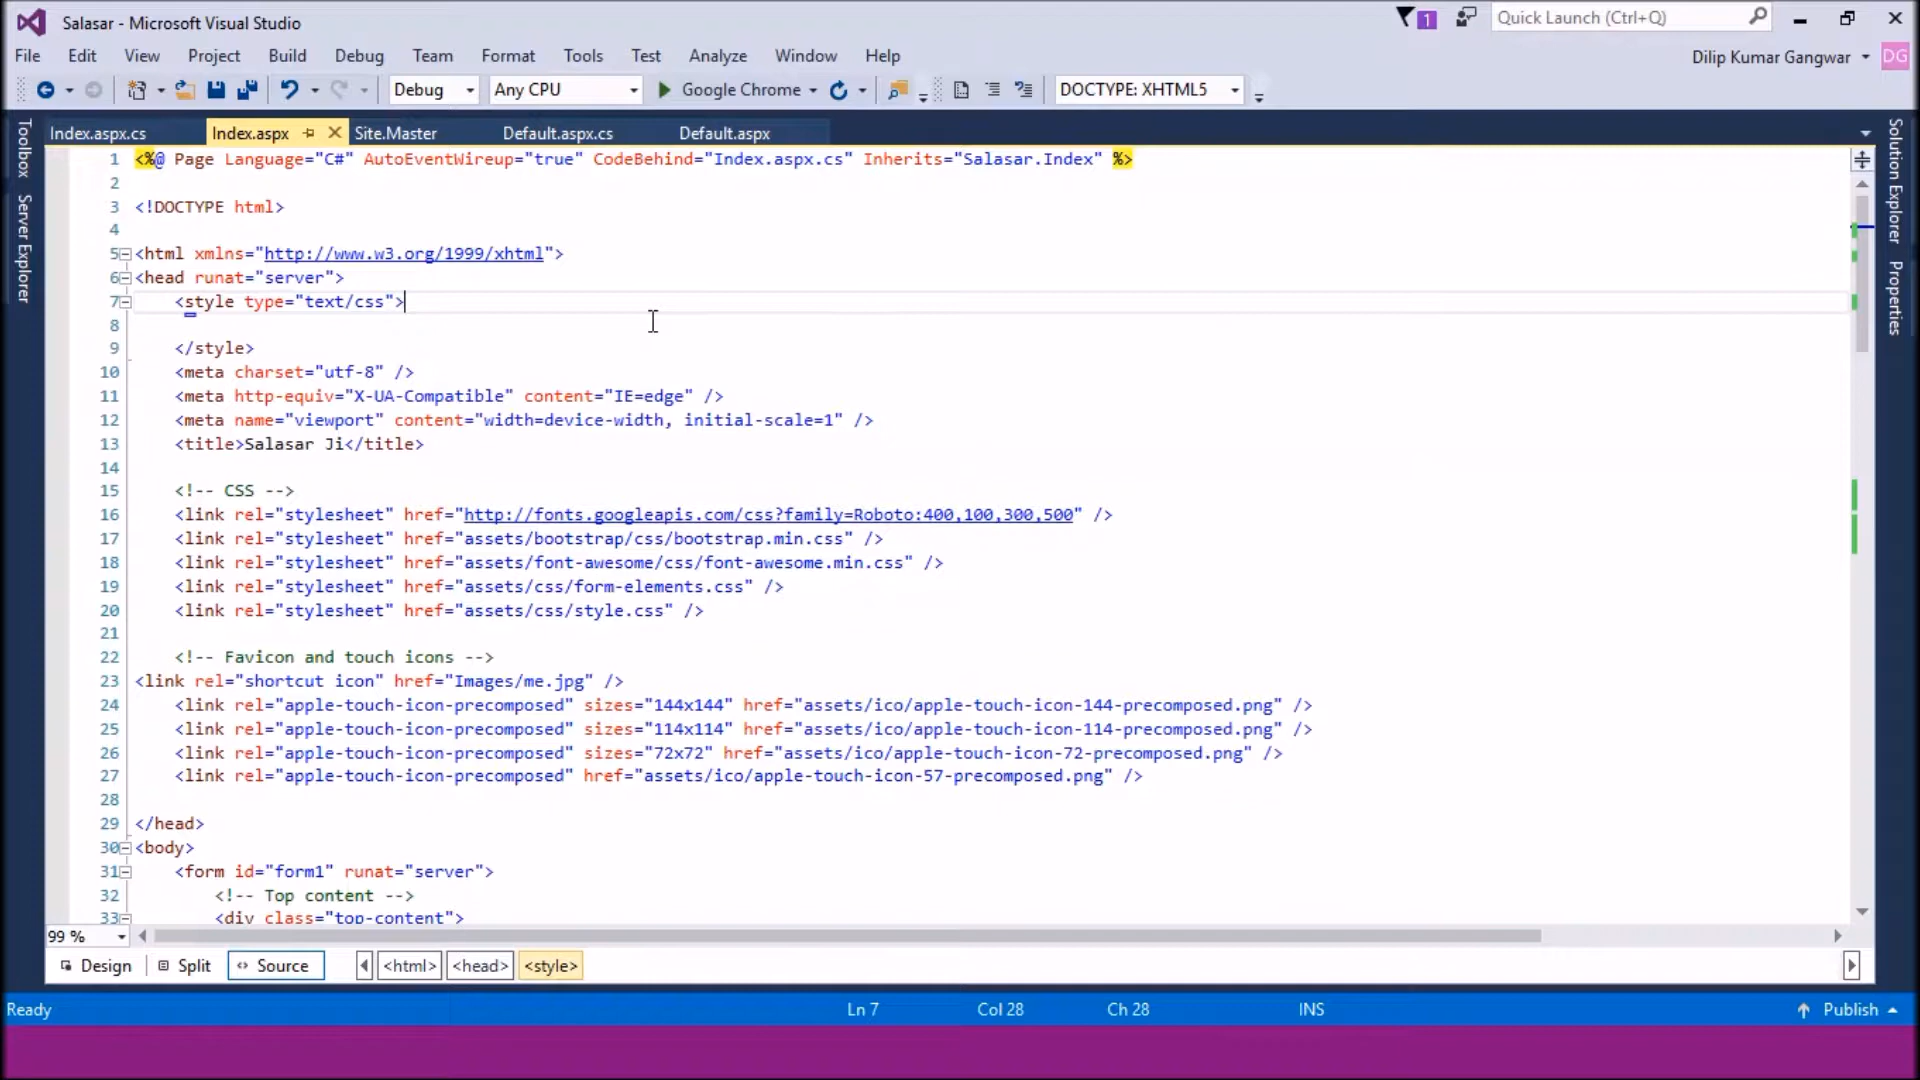 Salasar - Microsoft Visual Studio
1
Quick Launch (Ctrl+Q)
File Edit View Project Build Debug Team Format Tools Test Analyze Window Help
Dilip Kumar Gangwar DG
Debug Any CPU Google Chrome DOCTYPE: XHTML5
Index.aspx.cs Index.aspx Site.Master Default.aspx.cs Default.aspx
Toolbox
Server Explorer
Solution Explorer
Properties
1 <%@ Page Language="C#" AutoEventWireup="true" CodeBehind="Index.aspx.cs" Inherits="Salasar.Index" %>
2
3 <!DOCTYPE html>
4
5 <html xmlns="http://www.w3.org/1999/xhtml">
6 <head runat="server">
7 <style type="text/css">
8
9 </style>
10 <meta charset="utf-8" />
11 <meta http-equiv="X-UA-Compatible" content="IE=edge" />
12 <meta name="viewport" content="width=device-width, initial-scale=1" />
13 <title>Salasar Ji</title>
14
15 <!-- CSS -->
16 <link rel="stylesheet" href="http://fonts.googleapis.com/css?family=Roboto:400,100,300,500" />
17 <link rel="stylesheet" href="assets/bootstrap/css/bootstrap.min.css" />
18 <link rel="stylesheet" href="assets/font-awesome/css/font-awesome.min.css" />
19 <link rel="stylesheet" href="assets/css/form-elements.css" />
20 <link rel="stylesheet" href="assets/css/style.css" />
21
22 <!-- Favicon and touch icons -->
23 <link rel="shortcut icon" href="Images/me.jpg" />
24 <link rel="apple-touch-icon-precomposed" sizes="144x144" href="assets/ico/apple-touch-icon-144-precomposed.png" />
25 <link rel="apple-touch-icon-precomposed" sizes="114x114" href="assets/ico/apple-touch-icon-114-precomposed.png" />
26 <link rel="apple-touch-icon-precomposed" sizes="72x72" href="assets/ico/apple-touch-icon-72-precomposed.png" />
27 <link rel="apple-touch-icon-precomposed" href="assets/ico/apple-touch-icon-57-precomposed.png" />
28
29 </head>
30 <body>
31 <form id="form1" runat="server">
32 <!-- Top content -->
33 <div class="top-content">
99 %
Design Split Source <html> <head> <style>
Ready Ln 7 Col 28 Ch 28 INS Publish